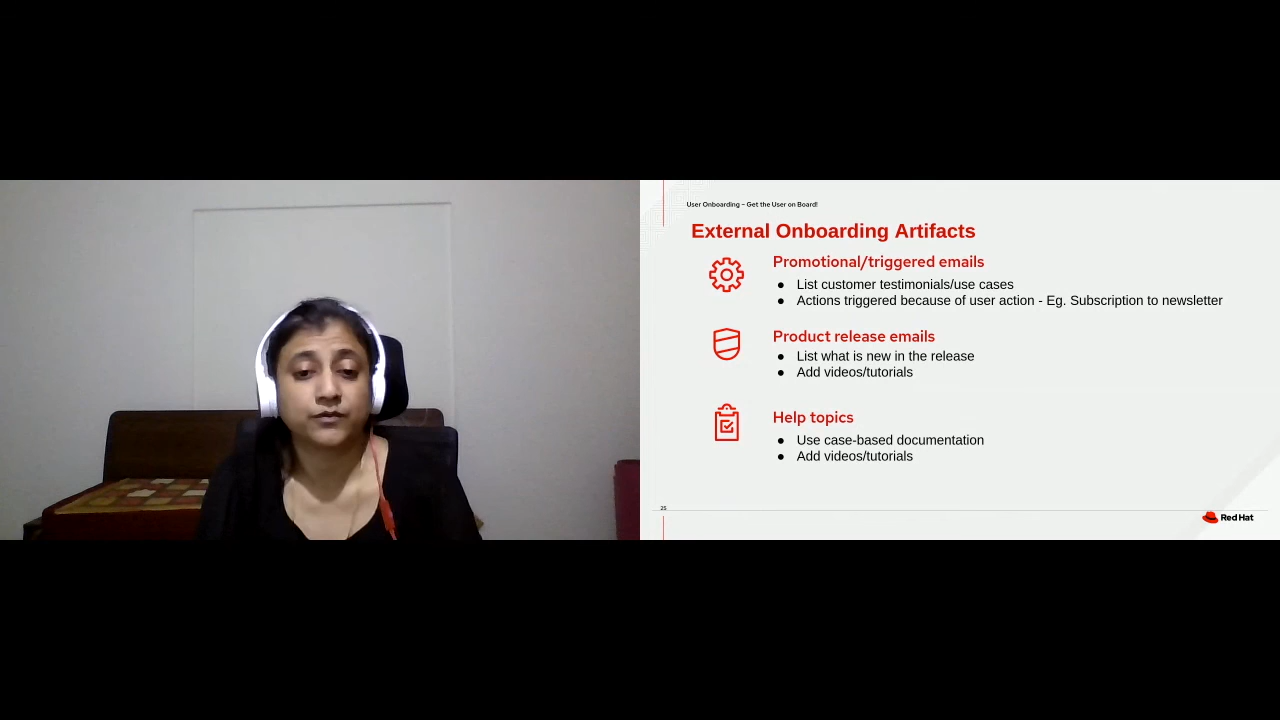 User Onboarding – Get the User on Board!
External Onboarding Artifacts
Promotional/triggered emails
● List customer testimonials/use cases
● Actions triggered because of user action - Eg. Subscription to newsletter
Product release emails
● List what is new in the release
● Add videos/tutorials
Help topics
● Use case-based documentation
● Add videos/tutorials
25
Red Hat